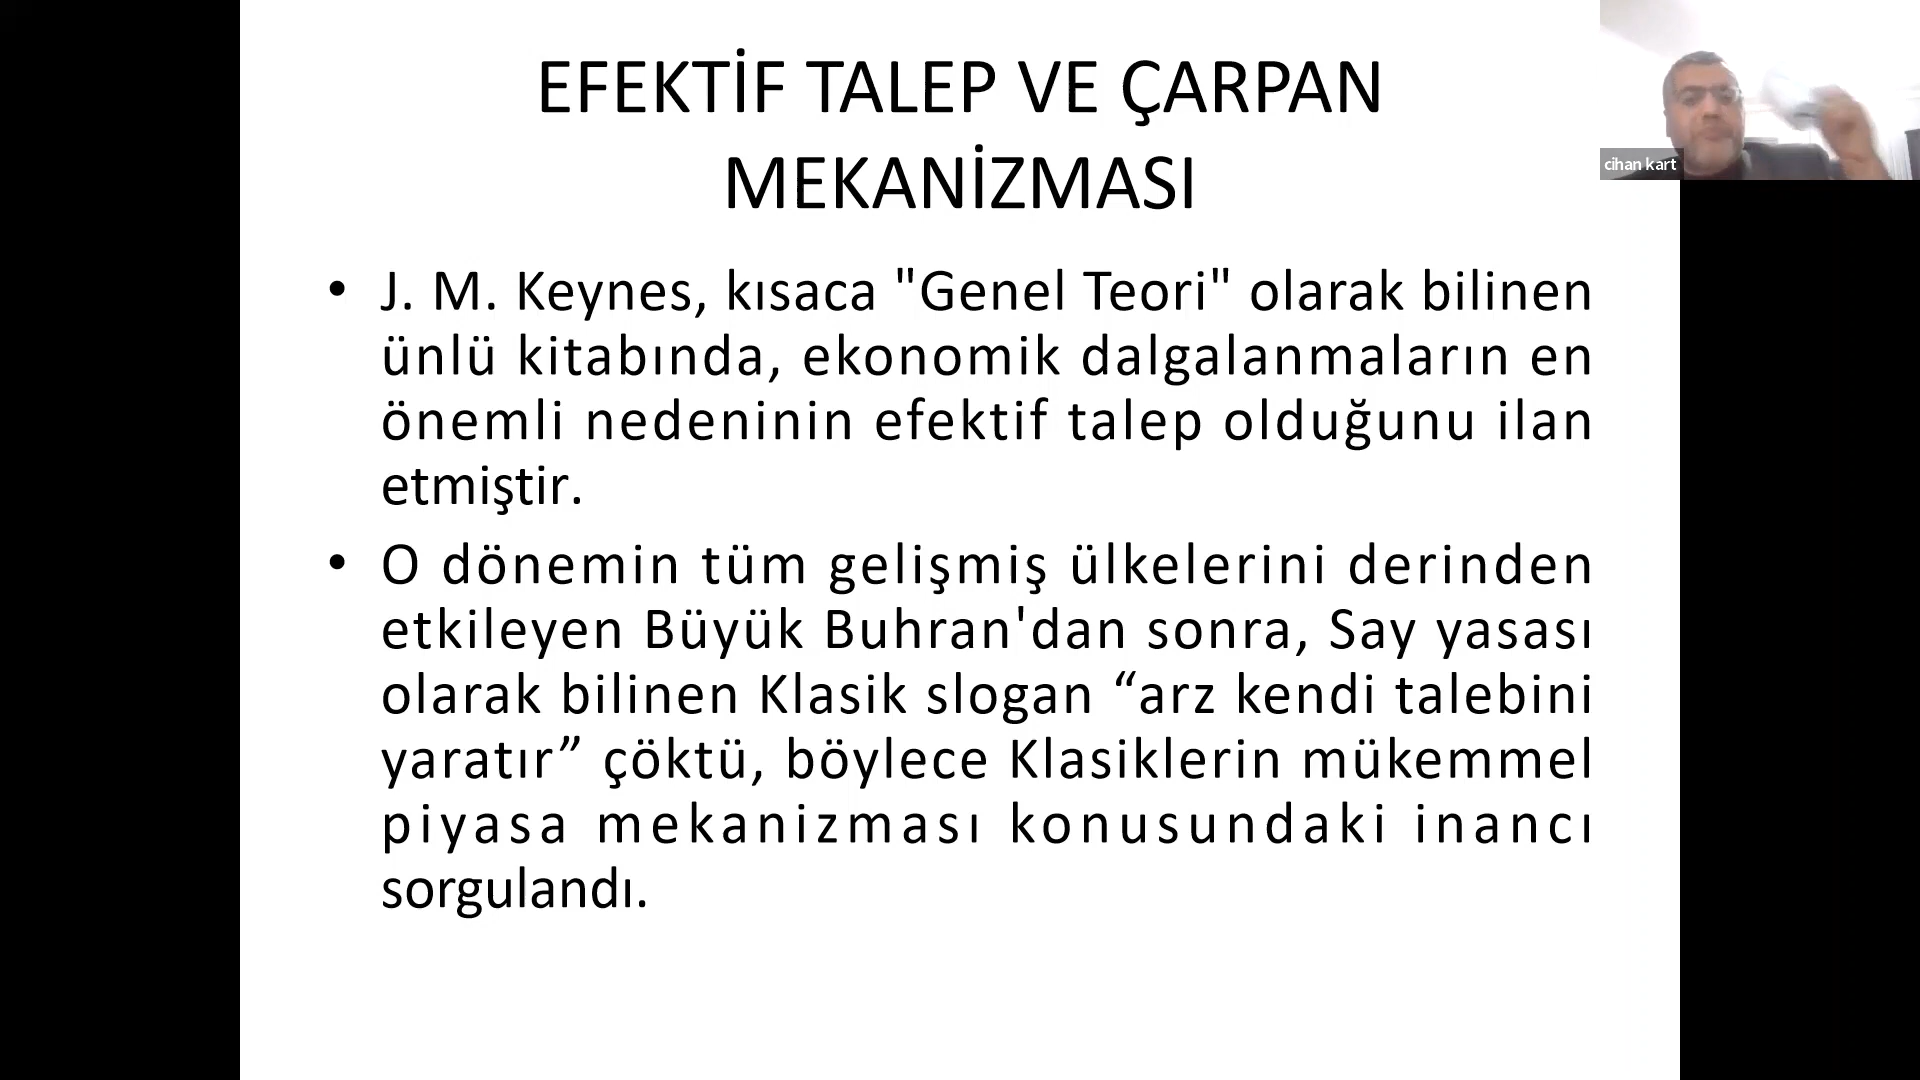 EFEKTİF TALEP VE ÇARPAN
MEKANİZMASI
cihan kart
• J. M. Keynes, kısaca "Genel Teori" olarak bilinen
ünlü kitabında, ekonomik dalgalanmaların en
önemli nedeninin efektif talep olduğunu ilan
etmiştir.
• O dönemin tüm gelişmiş ülkelerini derinden
etkileyen Büyük Buhran'dan sonra, Say yasası
olarak bilinen Klasik slogan “arz kendi talebini
yaratır” çöktü, böylece Klasiklerin mükemmel
piyasa mekanizması konusundaki inancı
sorgulandı.